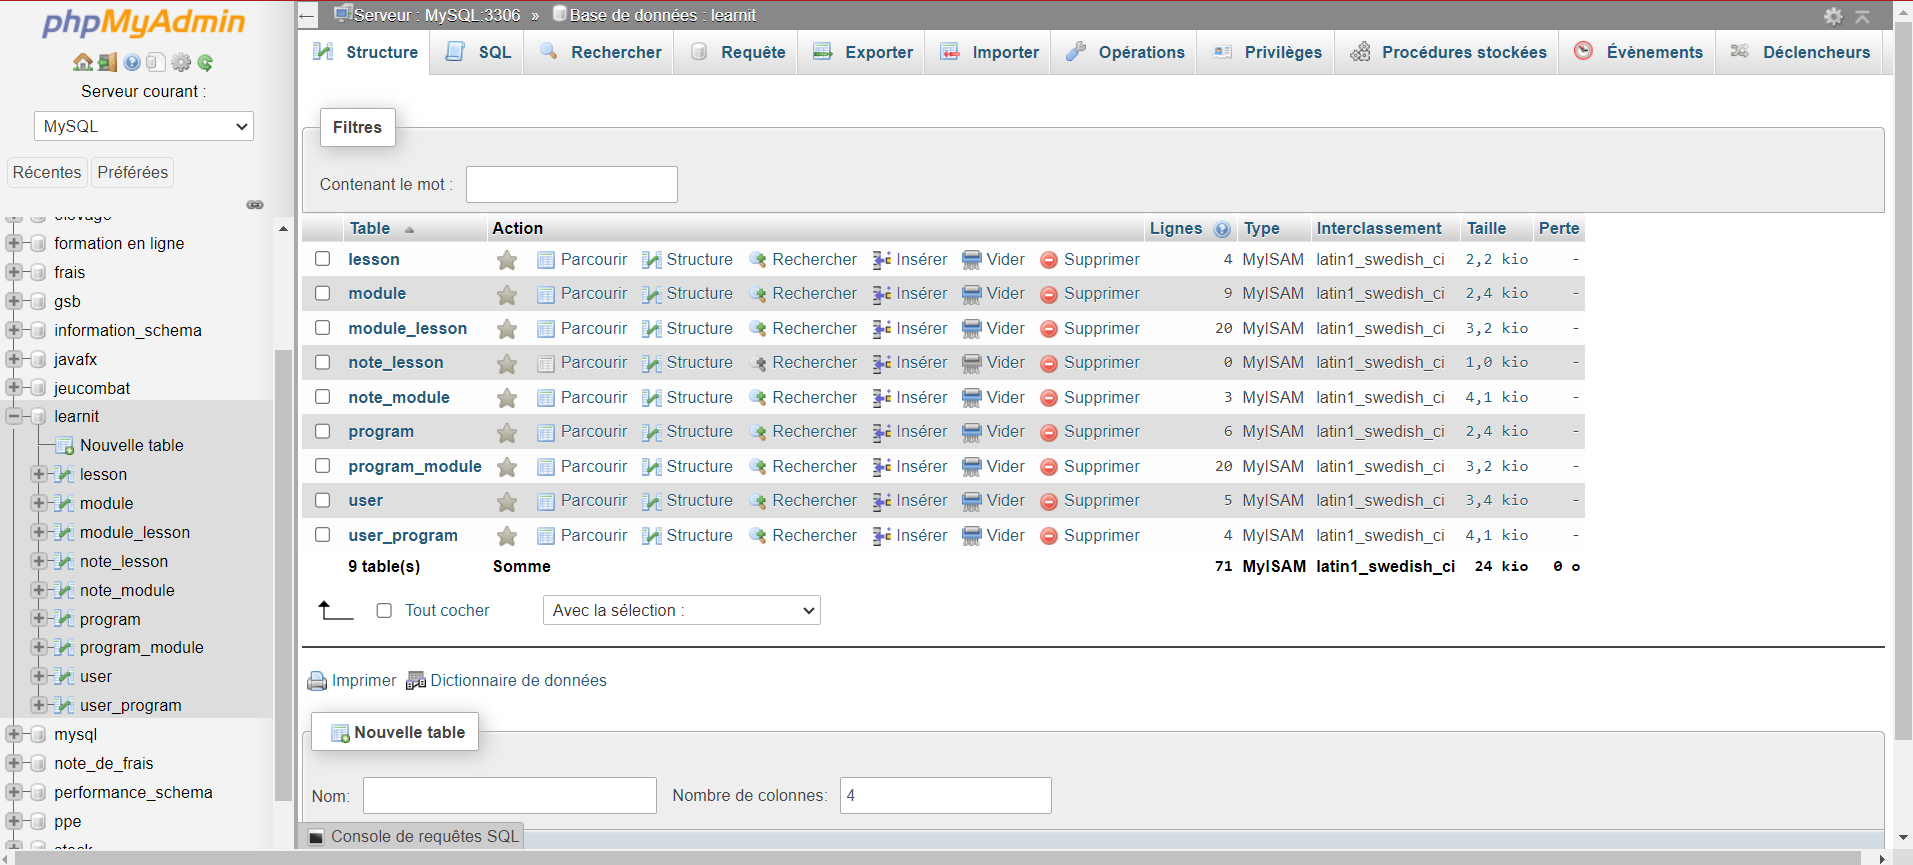 phpMyAdmin
Serveur courant :
MySQL
Récentes Préférées
elevage
formation en ligne
frais
gsb
information_schema
javafx
jeucombat
learnit
Nouvelle table
lesson
module
module_lesson
note_lesson
note_module
program
program_module
user
user_program
mysql
note_de_frais
performance_schema
ppe
Serveur : MySQL:3306 » Base de données : learnit
Structure SQL Rechercher Requête Exporter Importer Opérations Privilèges Procédures stockées Évènements Déclencheurs
Filtres
Contenant le mot :
Table Action Lignes Type Interclassement Taille Perte
lesson Parcourir Structure Rechercher Insérer Vider Supprimer 4 MyISAM latin1_swedish_ci 2,2 kio -
module Parcourir Structure Rechercher Insérer Vider Supprimer 9 MyISAM latin1_swedish_ci 2,4 kio -
module_lesson Parcourir Structure Rechercher Insérer Vider Supprimer 20 MyISAM latin1_swedish_ci 3,2 kio -
note_lesson Parcourir Structure Rechercher Insérer Vider Supprimer 0 MyISAM latin1_swedish_ci 1,0 kio -
note_module Parcourir Structure Rechercher Insérer Vider Supprimer 3 MyISAM latin1_swedish_ci 4,1 kio -
program Parcourir Structure Rechercher Insérer Vider Supprimer 6 MyISAM latin1_swedish_ci 2,4 kio -
program_module Parcourir Structure Rechercher Insérer Vider Supprimer 20 MyISAM latin1_swedish_ci 3,2 kio -
user Parcourir Structure Rechercher Insérer Vider Supprimer 5 MyISAM latin1_swedish_ci 3,4 kio -
user_program Parcourir Structure Rechercher Insérer Vider Supprimer 4 MyISAM latin1_swedish_ci 4,1 kio -
9 table(s) Somme 71 MyISAM latin1_swedish_ci 24 kio 0 o
Tout cocher Avec la sélection :
Imprimer Dictionnaire de données
Nouvelle table
Nom: Nombre de colonnes: 4
Console de requêtes SQL